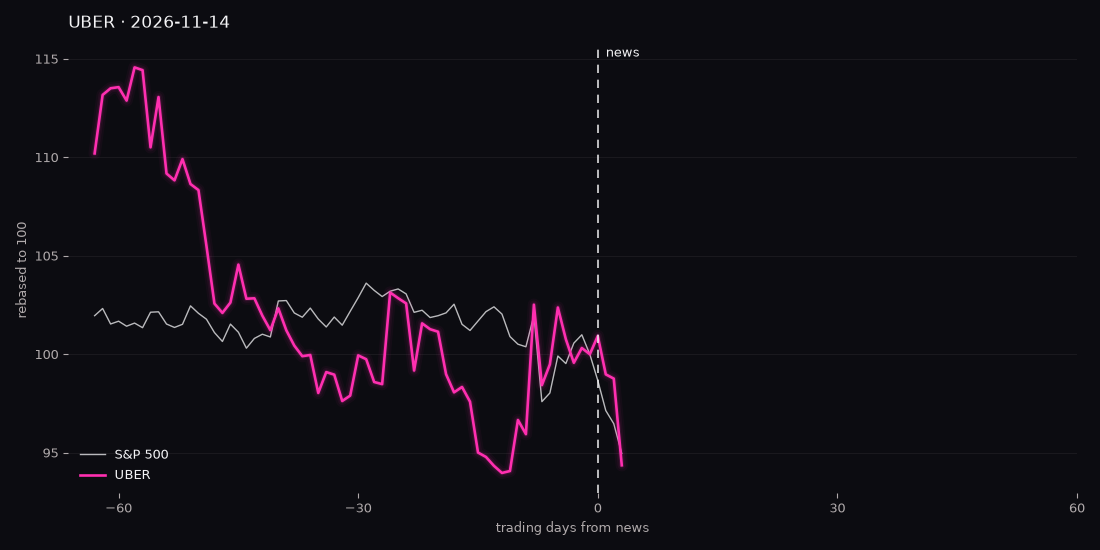 UBER · 2026-11-14
news
115
110
105
100
95
rebased to 100
S&P 500
UBER
−60
−30
0
30
60
trading days from news